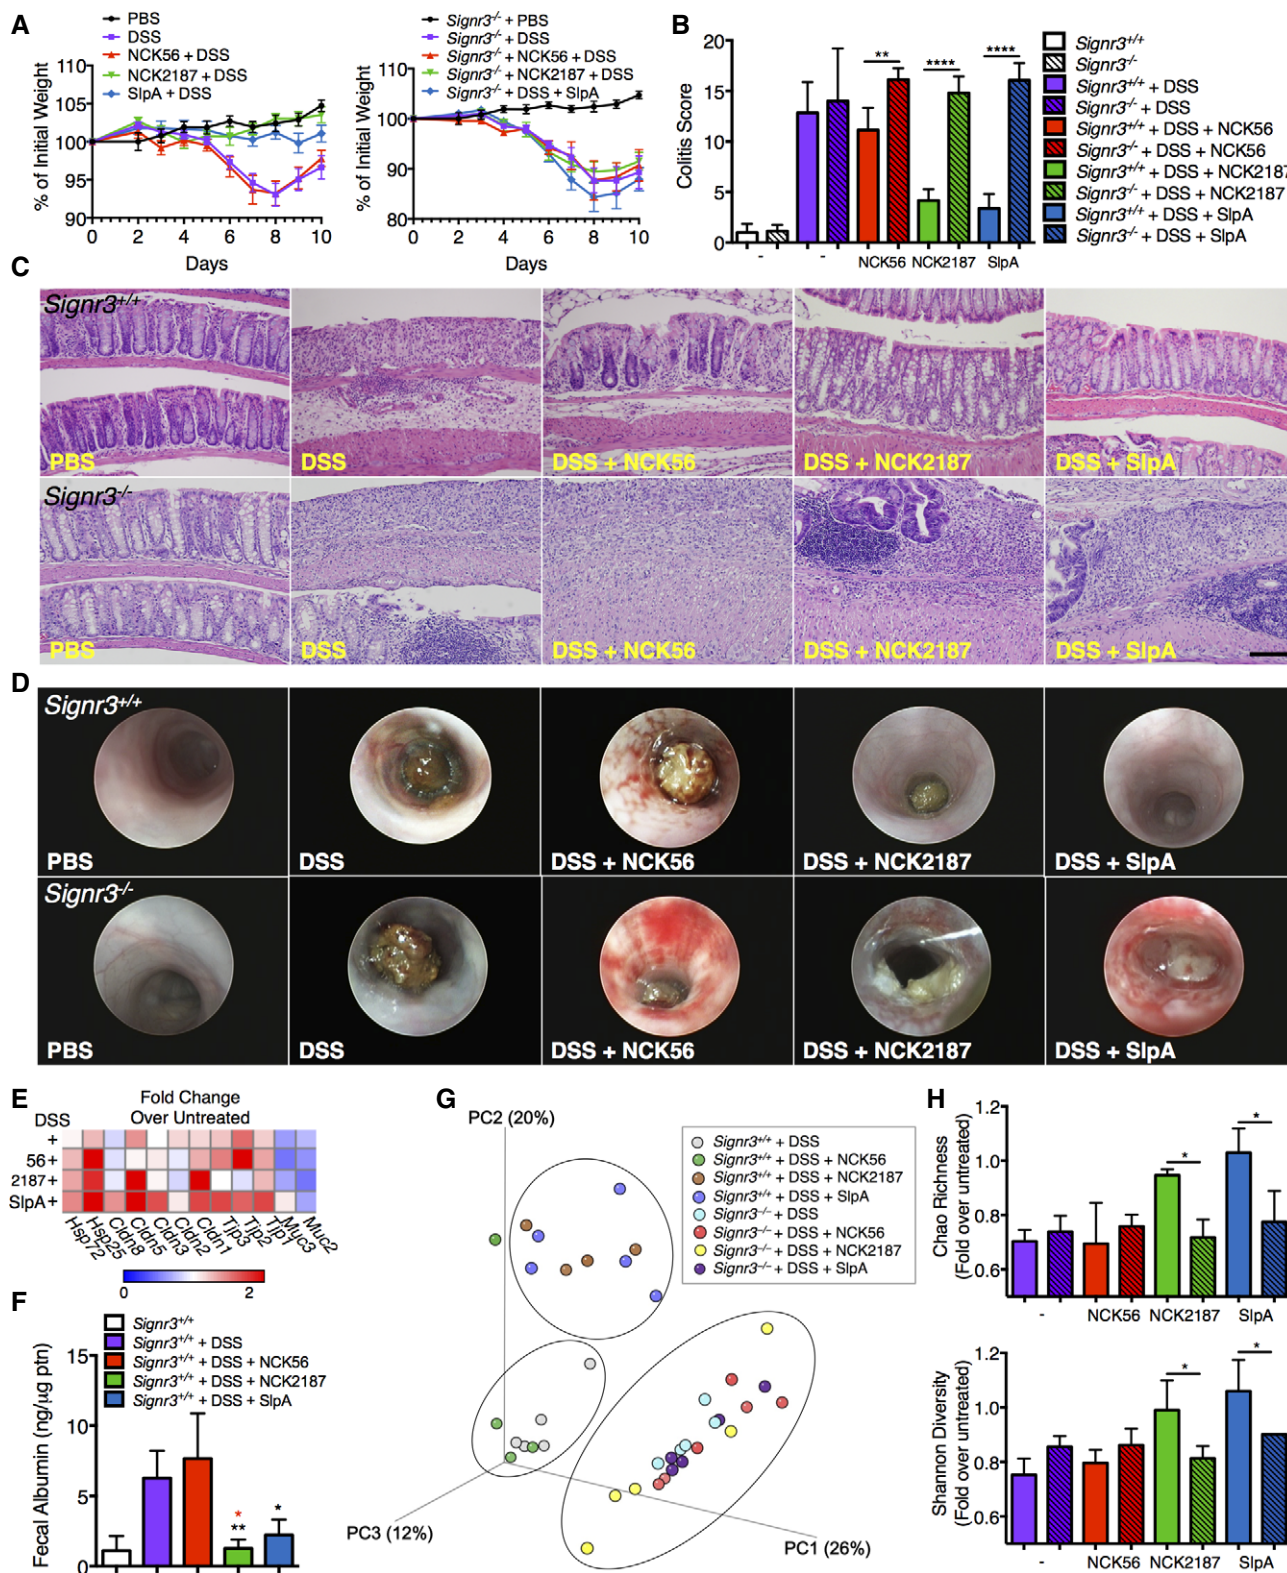 A
PBS
DSS
NCK56 + DSS
NCK2187 + DSS
SlpA + DSS
% of Initial Weight
110
105
100
95
90
0 2 4 6 8 10
Days
Signr3-/- + PBS
Signr3-/- + DSS
Signr3-/- + NCK56 + DSS
Signr3-/- + NCK2187 + DSS
Signr3-/- + DSS + SlpA
% of Initial Weight
110
100
90
80
0 2 4 6 8 10
Days
B
Colitis Score
20
15
10
5
0
** **** ****
- - NCK56 NCK2187 SlpA
Signr3+/+
Signr3-/-
Signr3+/+ + DSS
Signr3-/- + DSS
Signr3+/+ + DSS + NCK56
Signr3-/- + DSS + NCK56
Signr3+/+ + DSS + NCK2187
Signr3-/- + DSS + NCK2187
Signr3+/+ + DSS + SlpA
Signr3-/- + DSS + SlpA
C
Signr3+/+
PBS DSS DSS + NCK56 DSS + NCK2187 DSS + SlpA
Signr3-/-
PBS DSS DSS + NCK56 DSS + NCK2187 DSS + SlpA
D
Signr3+/+
PBS DSS DSS + NCK56 DSS + NCK2187 DSS + SlpA
Signr3-/-
PBS DSS DSS + NCK56 DSS + NCK2187 DSS + SlpA
E
Fold Change
Over Untreated
DSS
+
56 +
2187 +
SlpA +
Hsp72 Hsp25 Cldn8 Cldn5 Cldn3 Cldn2 Cldn1 Tjp3 Tjp2 Tjp1 Muc3 Muc2
0 2
F
Signr3+/+
Signr3+/+ + DSS
Signr3+/+ + DSS + NCK56
Signr3+/+ + DSS + NCK2187
Signr3+/+ + DSS + SlpA
Fecal Albumin (ng/µg ptn)
15
10
5
0
*
**
*
G
PC2 (20%)
PC3 (12%)
PC1 (26%)
Signr3+/+ + DSS
Signr3+/+ + DSS + NCK56
Signr3+/+ + DSS + NCK2187
Signr3+/+ + DSS + SlpA
Signr3-/- + DSS
Signr3-/- + DSS + NCK56
Signr3-/- + DSS + NCK2187
Signr3-/- + DSS + SlpA
H
Chao Richness
(Fold over untreated)
1.2
1.0
0.8
0.6
* *
- NCK56 NCK2187 SlpA
Shannon Diversity
(Fold over untreated)
1.2
1.0
0.8
0.6
* *
- NCK56 NCK2187 SlpA